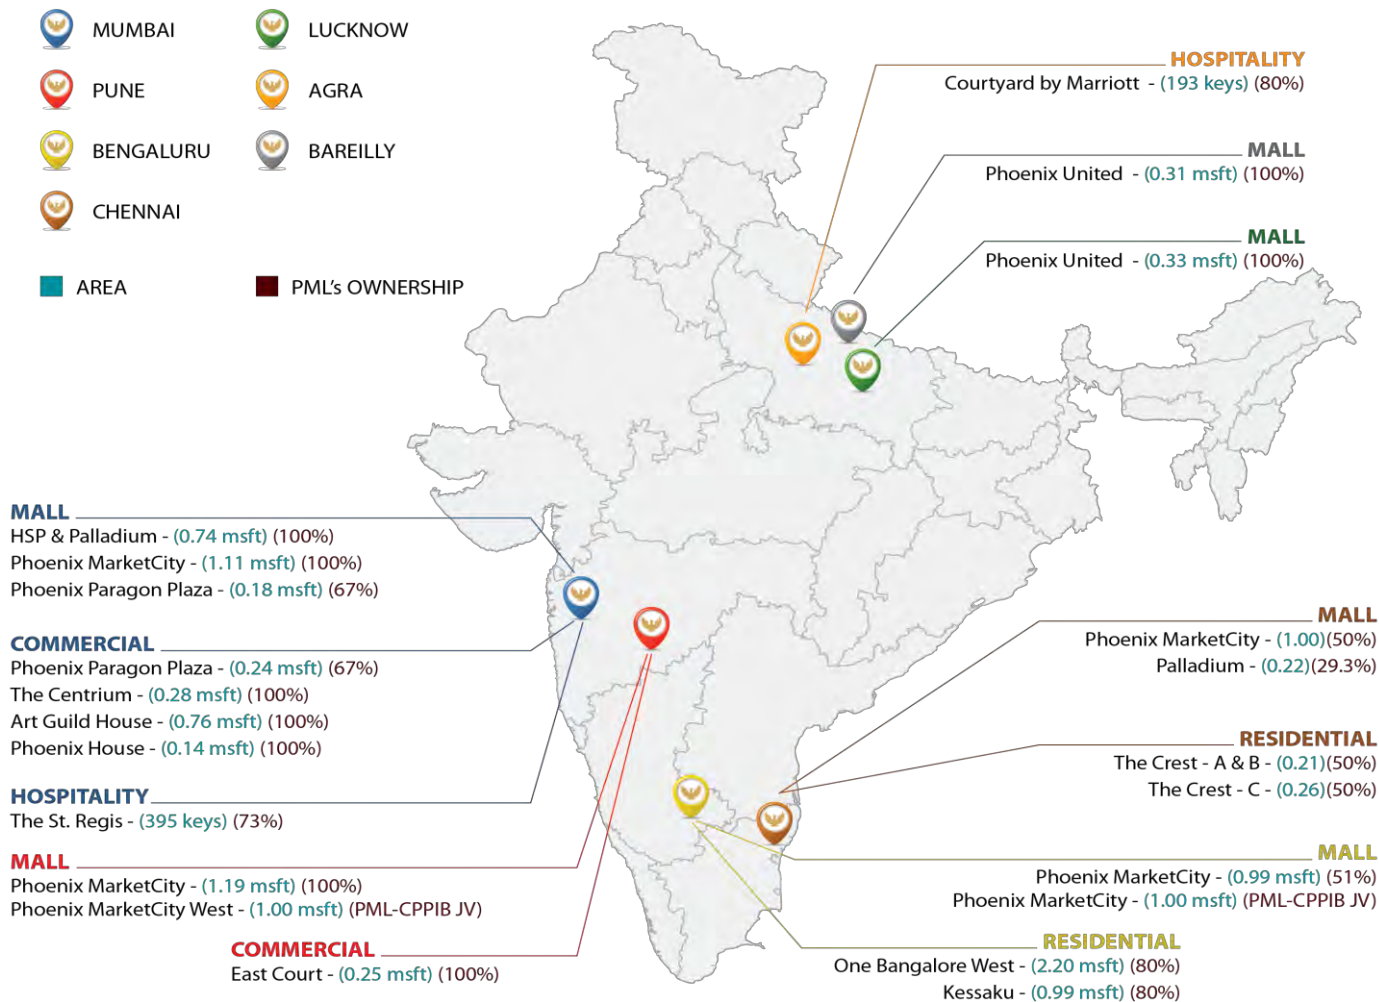 MUMBAI
LUCKNOW
PUNE
AGRA
BENGALURU
BAREILLY
CHENNAI
AREA
PML's OWNERSHIP
HOSPITALITY
Courtyard by Marriott - (193 keys) (80%)
MALL
Phoenix United - (0.31 msft) (100%)
MALL
Phoenix United - (0.33 msft) (100%)
MALL
HSP & Palladium - (0.74 msft) (100%)
Phoenix MarketCity - (1.11 msft) (100%)
Phoenix Paragon Plaza - (0.18 msft) (67%)
COMMERCIAL
Phoenix Paragon Plaza - (0.24 msft) (67%)
The Centrium - (0.28 msft) (100%)
Art Guild House - (0.76 msft) (100%)
Phoenix House - (0.14 msft) (100%)
HOSPITALITY
The St. Regis - (395 keys) (73%)
MALL
Phoenix MarketCity - (1.19 msft) (100%)
Phoenix MarketCity West - (1.00 msft) (PML-CPPIB JV)
COMMERCIAL
East Court - (0.25 msft) (100%)
MALL
Phoenix MarketCity - (1.00)(50%)
Palladium - (0.22)(29.3%)
RESIDENTIAL
The Crest - A & B - (0.21)(50%)
The Crest - C - (0.26)(50%)
MALL
Phoenix MarketCity - (0.99 msft) (51%)
Phoenix MarketCity - (1.00 msft) (PML-CPPIB JV)
RESIDENTIAL
One Bangalore West - (2.20 msft) (80%)
Kessaku - (0.99 msft) (80%)